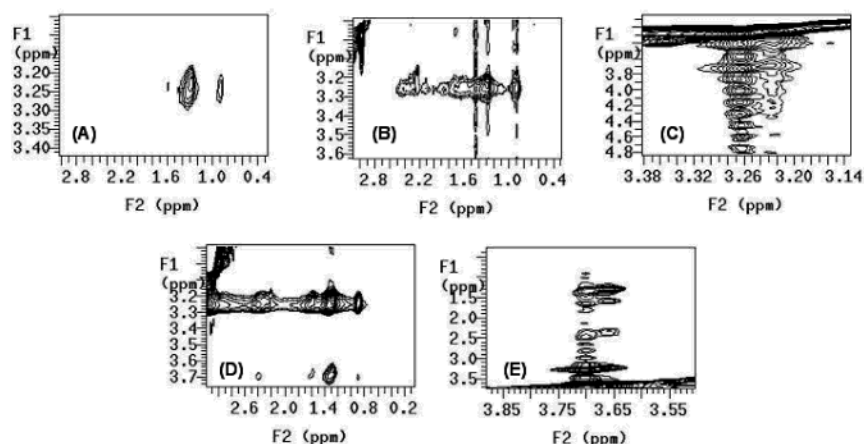 F1
(ppm)
3.20
3.25
3.30
3.35
3.40
(A)
2.8 2.2 1.6 1.0 0.4
F2 (ppm)
F1
(ppm)
3.2
3.3
3.4
3.5
3.6
(B)
2.8 2.2 1.6 1.0 0.4
F2 (ppm)
F1
(ppm)
3.8
4.0
4.2
4.4
4.6
4.8
(C)
3.38 3.32 3.26 3.20 3.14
F2 (ppm)
F1
(ppm)
3.2
3.3
3.4
3.5
3.6
3.7
(D)
2.6 2.0 1.4 0.8 0.2
F2 (ppm)
F1
(ppm)
1.5
2.0
2.5
3.0
3.5
(E)
3.85 3.75 3.65 3.55
F2 (ppm)